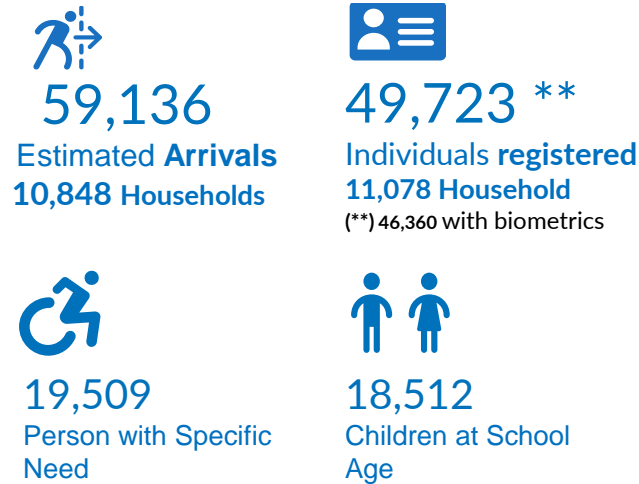 59,136
Estimated Arrivals
10,848 Households
49,723 **
Individuals registered
11,078 Household
(**) 46,360 with biometrics
19,509
Person with Specific
Need
18,512
Children at School
Age